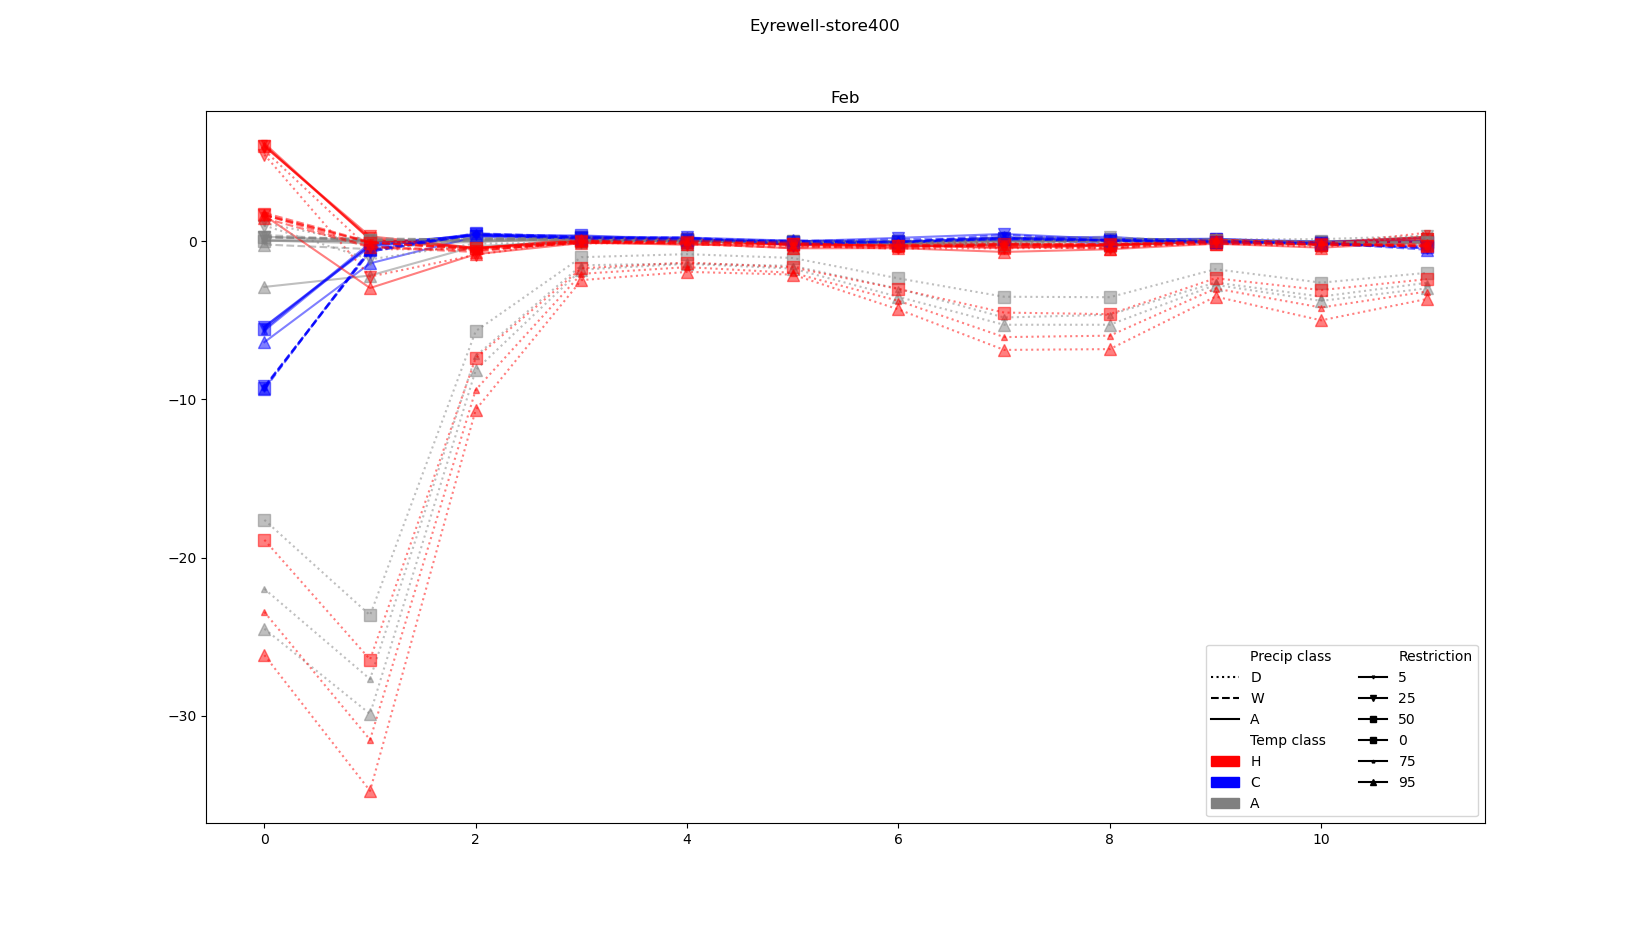 Eyrewell-store400
Feb
0
−10
−20
−30
0 2 4 6 8 10
Precip class
D
W
A
Temp class
H
C
A
Restriction
5
25
50
0
75
95